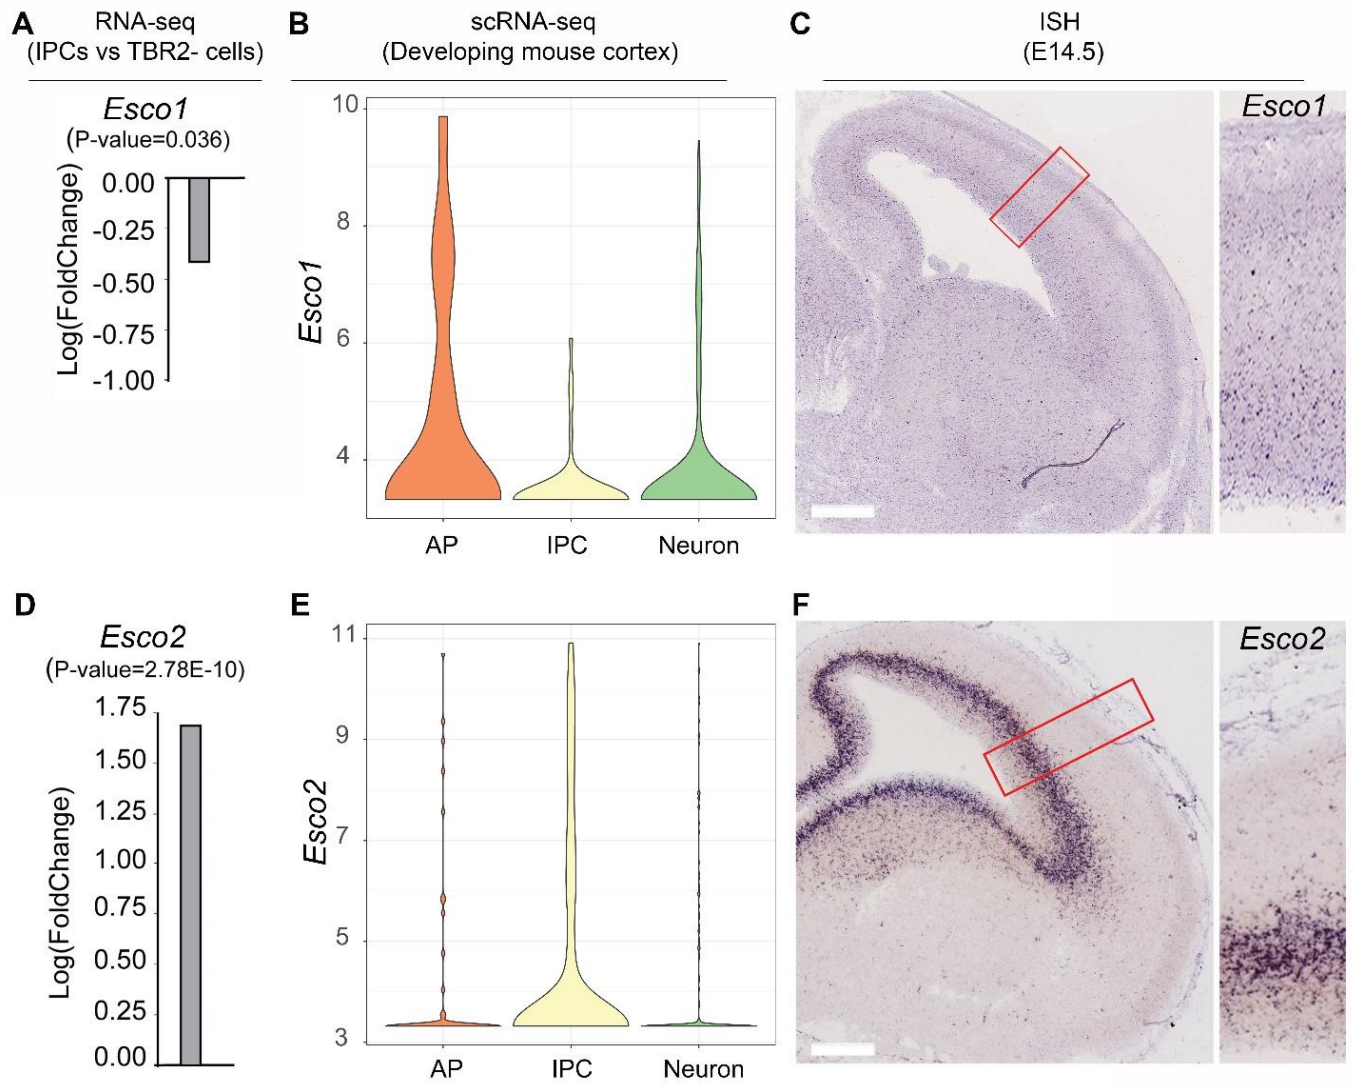 A
RNA-seq
(IPCs vs TBR2- cells)
Esco1
(P-value=0.036)
Log(FoldChange)
0.00
-0.25
-0.50
-0.75
-1.00
B
scRNA-seq
(Developing mouse cortex)
Esco1
10
8
6
4
AP IPC Neuron
C
ISH
(E14.5)
Esco1
D
Esco2
(P-value=2.78E-10)
Log(FoldChange)
1.75
1.50
1.25
1.00
0.75
0.50
0.25
0.00
E
Esco2
11
9
7
5
3
AP IPC Neuron
F
Esco2